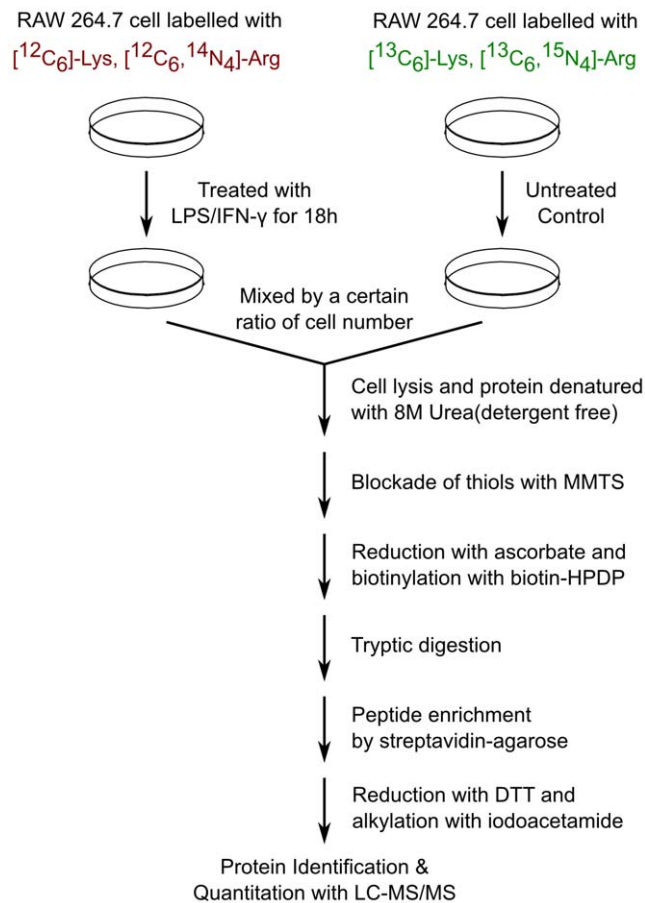 RAW 264.7 cell labelled with
[¹²C₆]-Lys, [¹²C₆,¹⁴N₄]-Arg
RAW 264.7 cell labelled with
[¹³C₆]-Lys, [¹³C₆,¹⁵N₄]-Arg
Treated with
LPS/IFN-γ for 18h
Untreated
Control
Mixed by a certain
ratio of cell number
Cell lysis and protein denatured
with 8M Urea(detergent free)
Blockade of thiols with MMTS
Reduction with ascorbate and
biotinylation with biotin-HPDP
Tryptic digestion
Peptide enrichment
by streptavidin-agarose
Reduction with DTT and
alkylation with iodoacetamide
Protein Identification &
Quantitation with LC-MS/MS